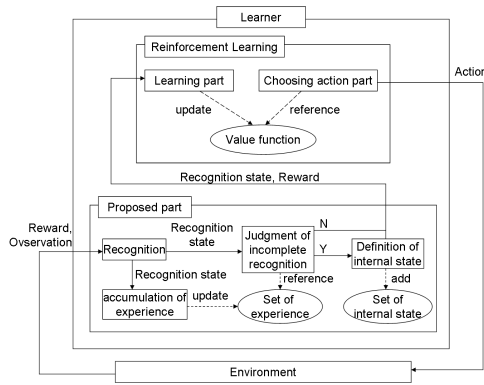 Learner
Reinforcement Learning
Action
Learning part
Choosing action part
update
reference
Value function
Recognition state, Reward
Proposed part
Reward,
Ovservation
Recognition
Recognition
state
Judgment of
incomplete
recognition
N
Y
Definition of
internal state
Recognition state
reference
add
accumulation of
experience
update
Set of
experience
Set of
internal state
Environment